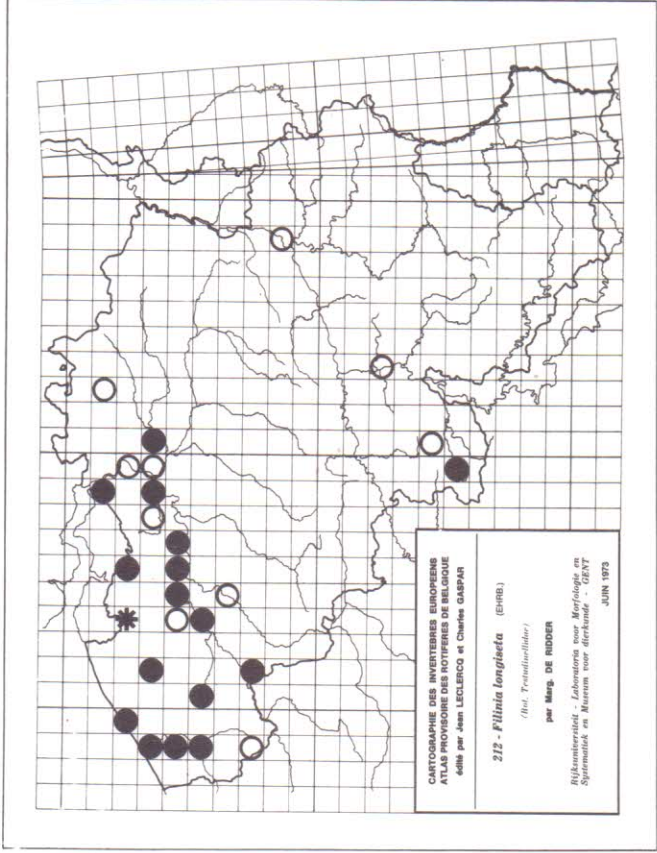 CARTOGRAPHIE DES INVERTEBRES EUROPEENS
ATLAS PROVISOIRE DES ROTIFERES DE BELGIQUE
édité par Jean LECLERCQ et Charles GASPAR
212 - Filinia longiseta (EHRB.)
(Rot. Testudinellidae)
par Marg. DE RIDDER
Rijksuniversiteit - Laboratoria voor Morfologie en
Systematiek en Museum voor dierkunde - GENT
JUIN 1973